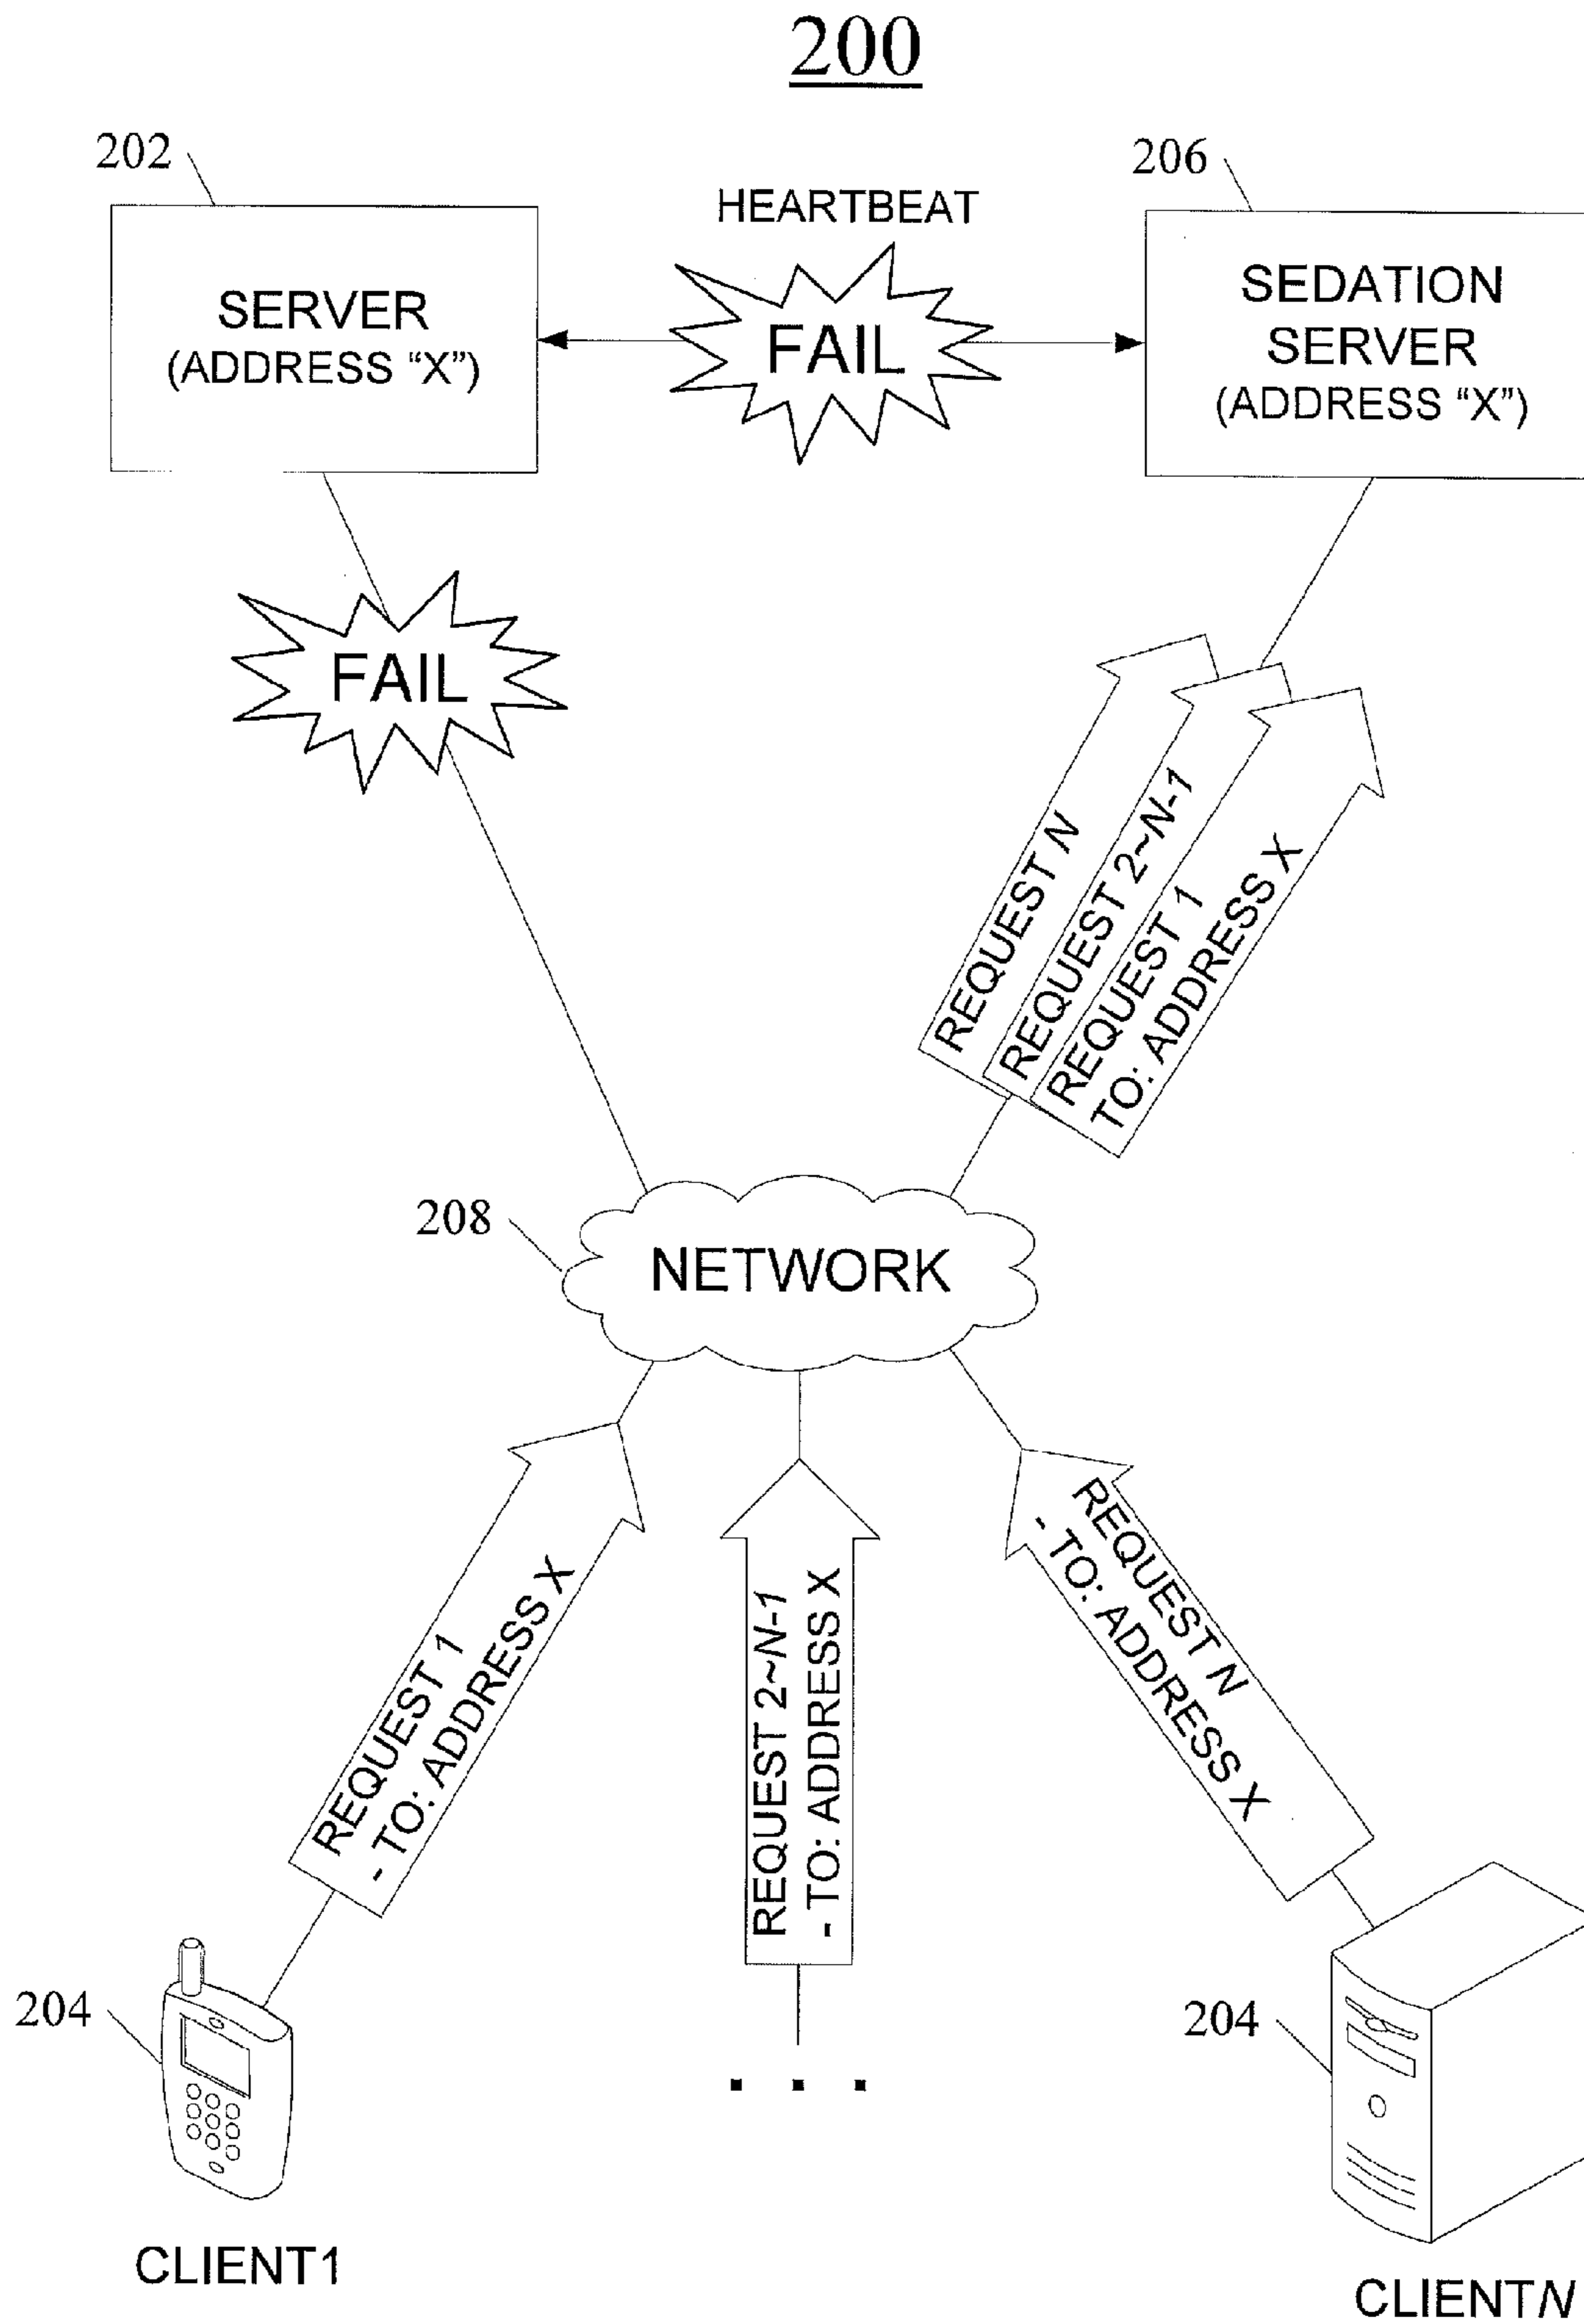 200
202
206
HEARTBEAT
SERVER
(ADDRESS “X”)
FAIL
SEDATION
SERVER
(ADDRESS “X”)
FAIL
REQUEST N
REQUEST 2~N-1
REQUEST 1
TO: ADDRESS X
208
NETWORK
REQUEST 1
- TO: ADDRESS X
REQUEST 2~N-1
- TO: ADDRESS X
REQUEST N
- TO: ADDRESS X
204
204
. . .
CLIENT1
CLIENTN